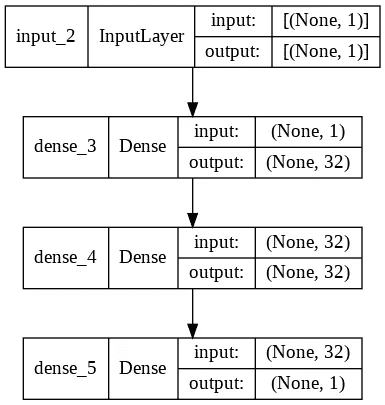 input_2 InputLayer input: [(None, 1)]
output: [(None, 1)]
dense_3 Dense input: (None, 1)
output: (None, 32)
dense_4 Dense input: (None, 32)
output: (None, 32)
dense_5 Dense input: (None, 32)
output: (None, 1)